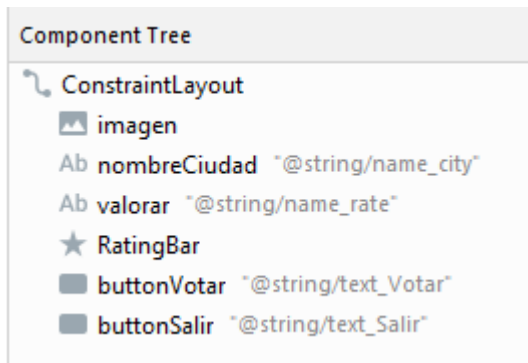 Component Tree
ConstraintLayout
imagen
Ab nombreCiudad "@string/name_city"
Ab valorar "@string/name_rate"
RatingBar
buttonVotar "@string/text_Votar"
buttonSalir "@string/text_Salir"